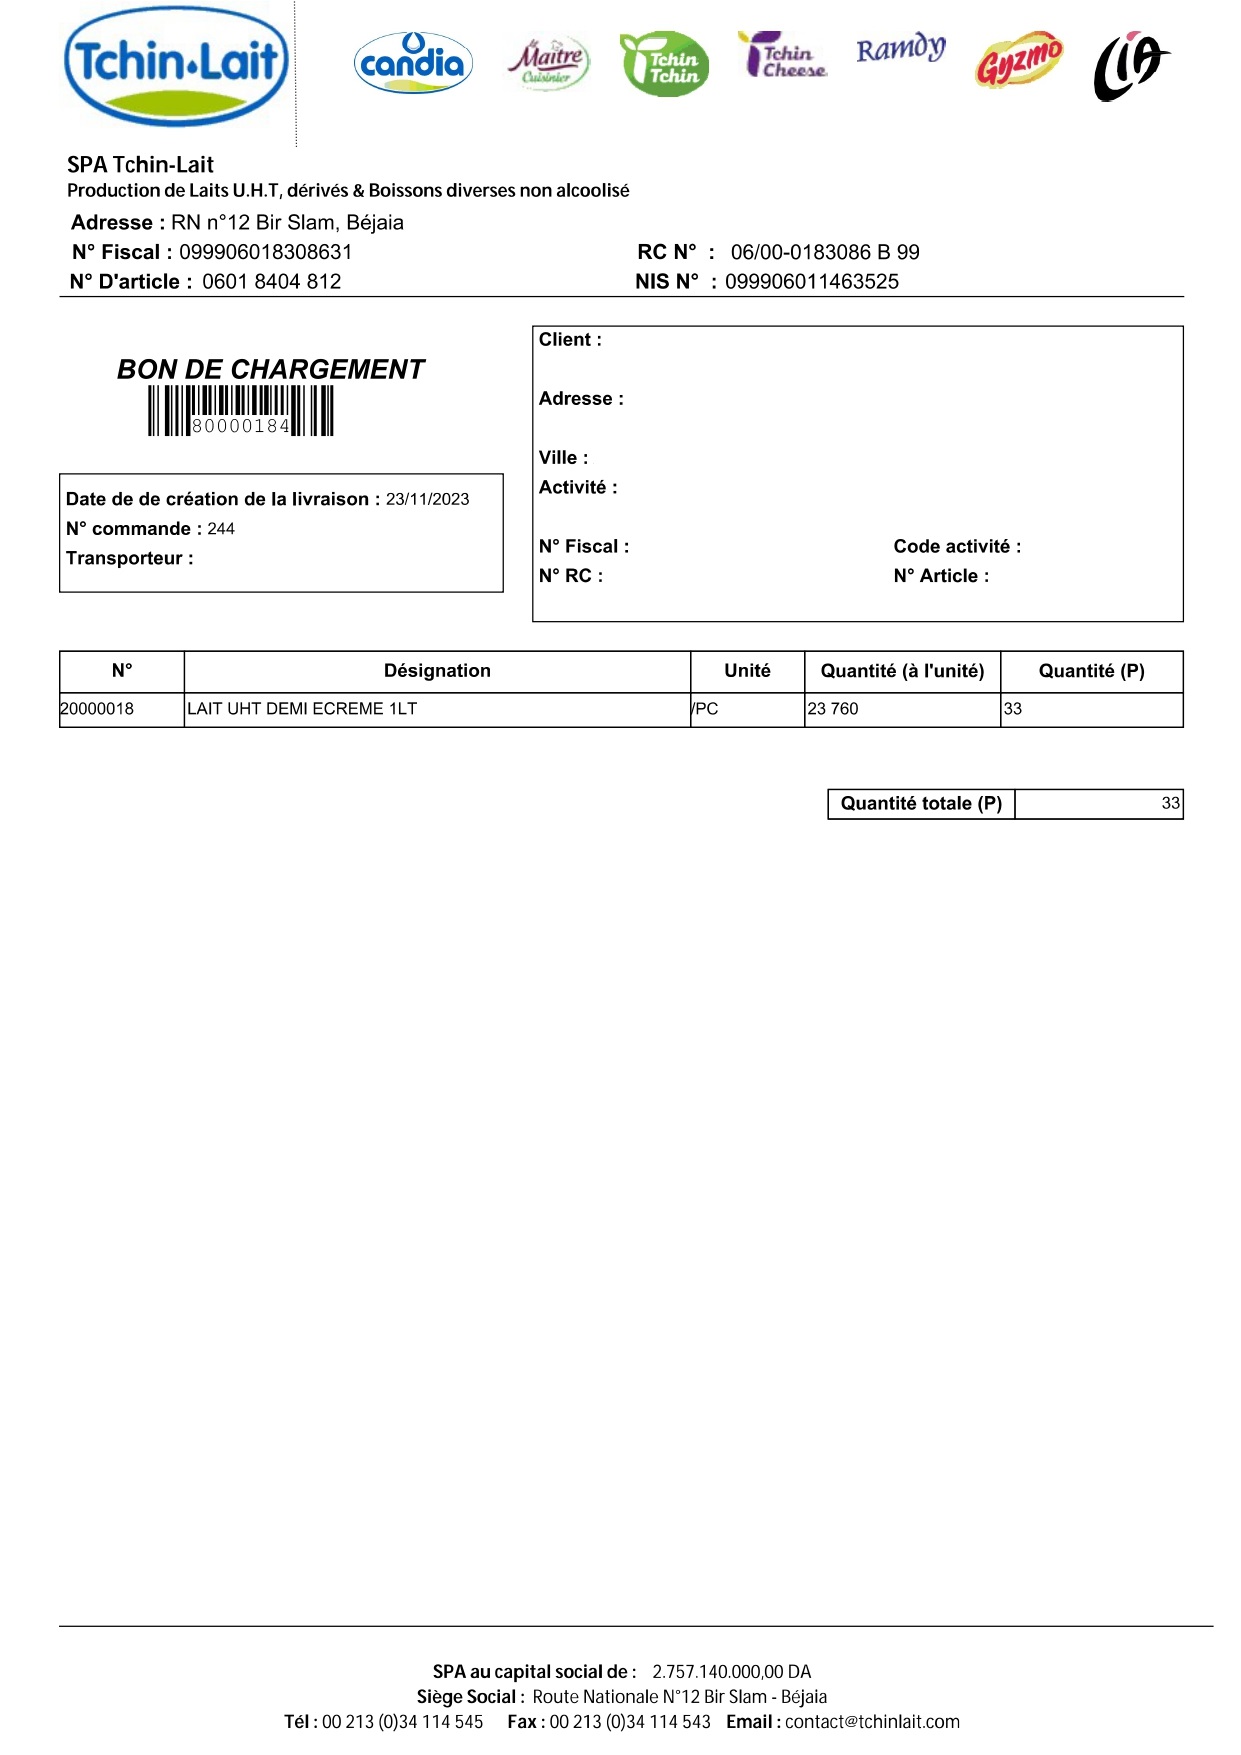 Tchin•Lait
candia
Maitre
Cuisinier
Tchin
Tchin
Tchin
Cheese
Ramdy
Gyzmo
LIA
SPA Tchin-Lait
Production de Laits U.H.T, dérivés & Boissons diverses non alcoolisé
Adresse : RN n°12 Bir Slam, Béjaia
N° Fiscal : 099906018308631 RC N° : 06/00-0183086 B 99
N° D'article : 0601 8404 812 NIS N° : 099906011463525
BON DE CHARGEMENT
80000184
Date de de création de la livraison : 23/11/2023
N° commande : 244
Transporteur :
Client :
Adresse :
Ville :
Activité :
N° Fiscal : Code activité :
N° RC : N° Article :
N° Désignation Unité Quantité (à l'unité) Quantité (P)
20000018 LAIT UHT DEMI ECREME 1LT /PC 23 760 33
Quantité totale (P) 33
SPA au capital social de : 2.757.140.000,00 DA
Siège Social : Route Nationale N°12 Bir Slam - Béjaia
Tél : 00 213 (0)34 114 545 Fax : 00 213 (0)34 114 543 Email : contact@tchinlait.com